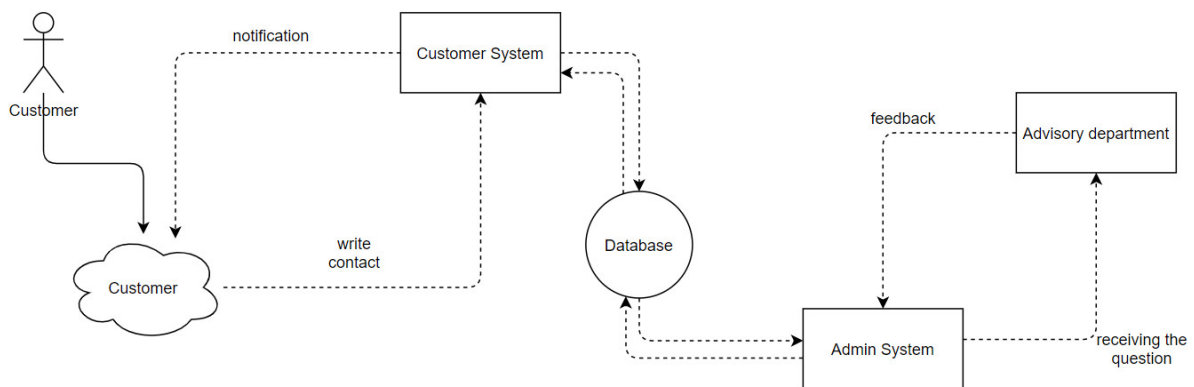 notification
Customer System
Customer
feedback
Advisory department
write
contact
Database
Customer
Admin System
receiving the
question